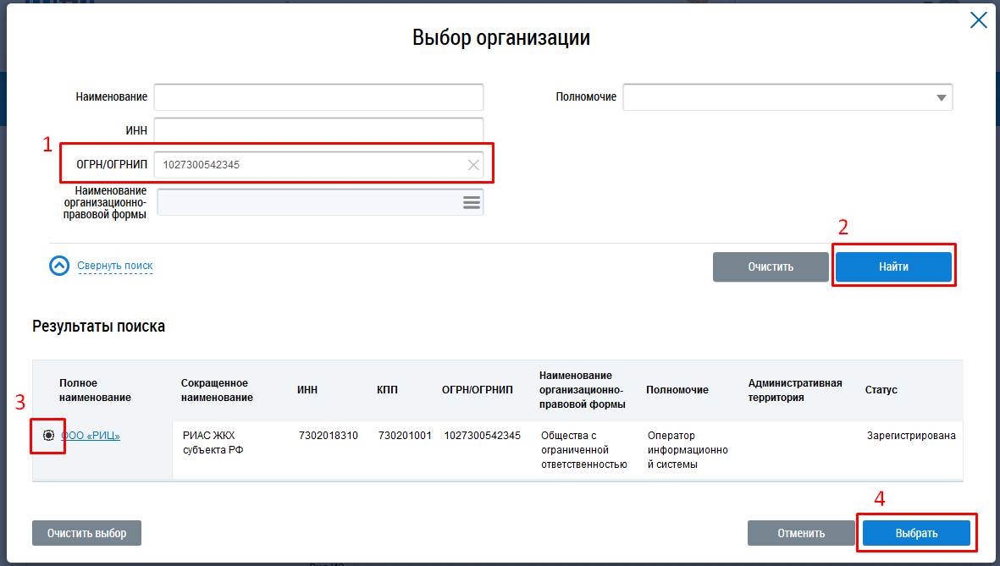 Выбор организации
Наименование
Полномочие
ИНН
1
ОГРН/ОГРНИП 1027300542345
Наименование
организационно-
правовой формы
2
Свернуть поиск
Очистить
Найти
Результаты поиска
Полное
наименование
Сокращенное
наименование
ИНН
КПП
ОГРН/ОГРНИП
Наименование
организационно-
правовой формы
Полномочие
Административная
территория
Статус
3
ООО «РИЦ»
РИАС ЖКХ
субъекта РФ
7302018310
730201001
1027300542345
Общества с
ограниченной
ответственностью
Оператор
информационно
й системы
Зарегистрирована
4
Очистить выбор
Отменить
Выбрать